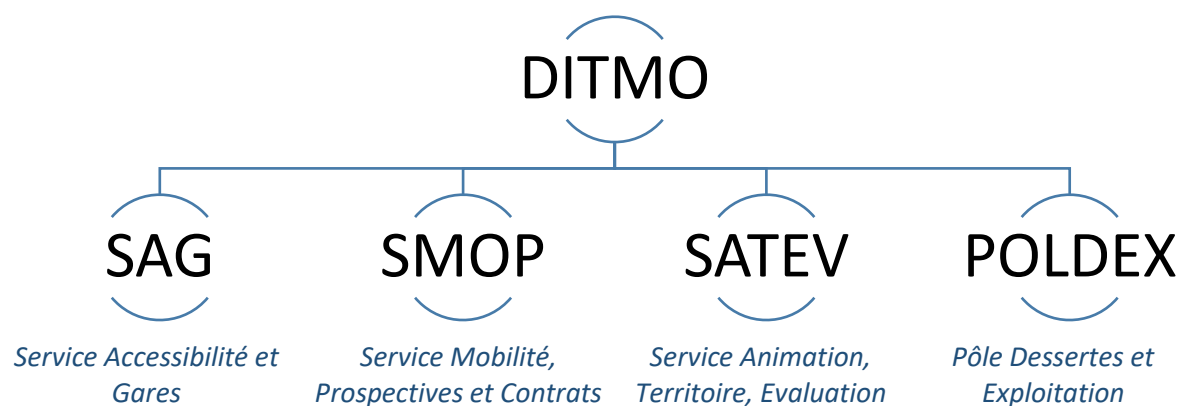 DITMO
SAG
SMOP
SATEV
POLDEX
Service Accessibilité et
Gares
Service Mobilité,
Prospectives et Contrats
Service Animation,
Territoire, Evaluation
Pôle Dessertes et
Exploitation